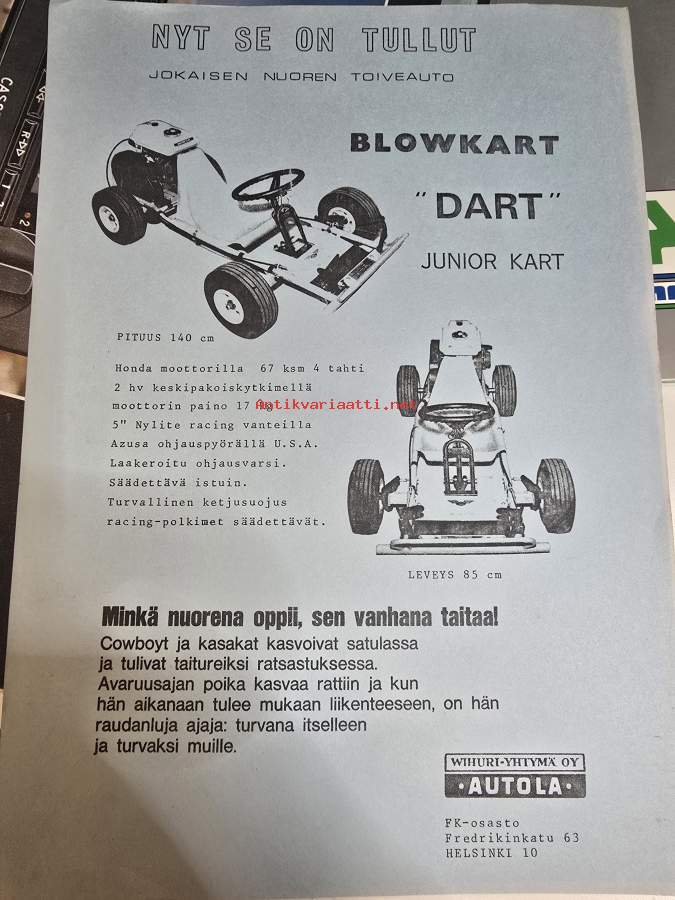 NYT SE ON TULLUT
JOKAISEN NUOREN TOIVEAUTO
BLOWKART
"DART"
JUNIOR KART
PITUUS 140 cm
Honda moottorilla 67 ksm 4 tahti
2 hv keskipakoiskytkimellä
moottorin paino 17 kg
Antikvariaatti.net
5" Nylite racing vanteilla
Azusa ohjauspyörällä U.S.A.
Laakeroitu ohjausvarsi.
Säädettävä istuin.
Turvallinen ketjusuojus
racing-polkimet säädettävät.
LEVEYS 85 cm
Minkä nuorena oppii, sen vanhana taitaa!
Cowboyt ja kasakat kasvoivat satulassa
ja tulivat taitureiksi ratsastuksessa.
Avaruusajan poika kasvaa rattiin ja kun
hän aikanaan tulee mukaan liikenteeseen, on hän
raudanluja ajaja: turvana itselleen
ja turvaksi muille.
WIHURI-YHTYMÄ OY
·AUTOLA·
FK-osasto
Fredrikinkatu 63
HELSINKI 10